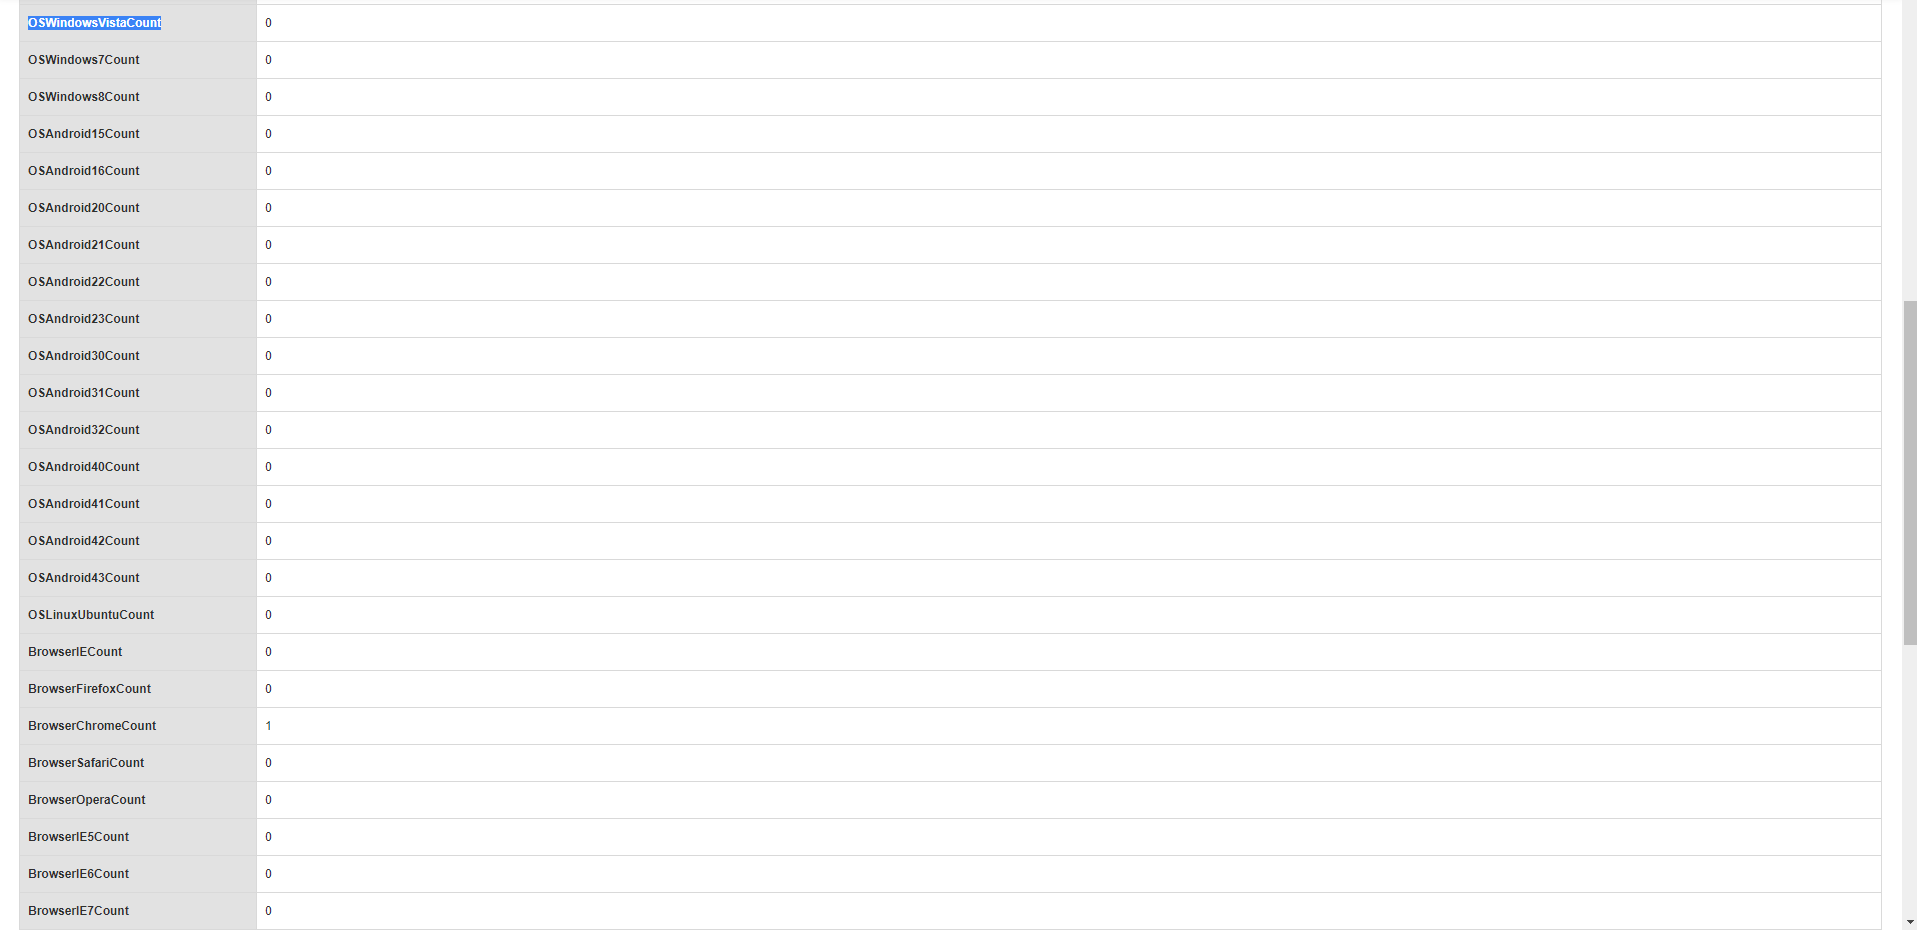 OSWindowsVistaCount 0
OSWindows7Count 0
OSWindows8Count 0
OSAndroid15Count 0
OSAndroid16Count 0
OSAndroid20Count 0
OSAndroid21Count 0
OSAndroid22Count 0
OSAndroid23Count 0
OSAndroid30Count 0
OSAndroid31Count 0
OSAndroid32Count 0
OSAndroid40Count 0
OSAndroid41Count 0
OSAndroid42Count 0
OSAndroid43Count 0
OSLinuxUbuntuCount 0
BrowserIECount 0
BrowserFirefoxCount 0
BrowserChromeCount 1
BrowserSafariCount 0
BrowserOperaCount 0
BrowserIE5Count 0
BrowserIE6Count 0
BrowserIE7Count 0